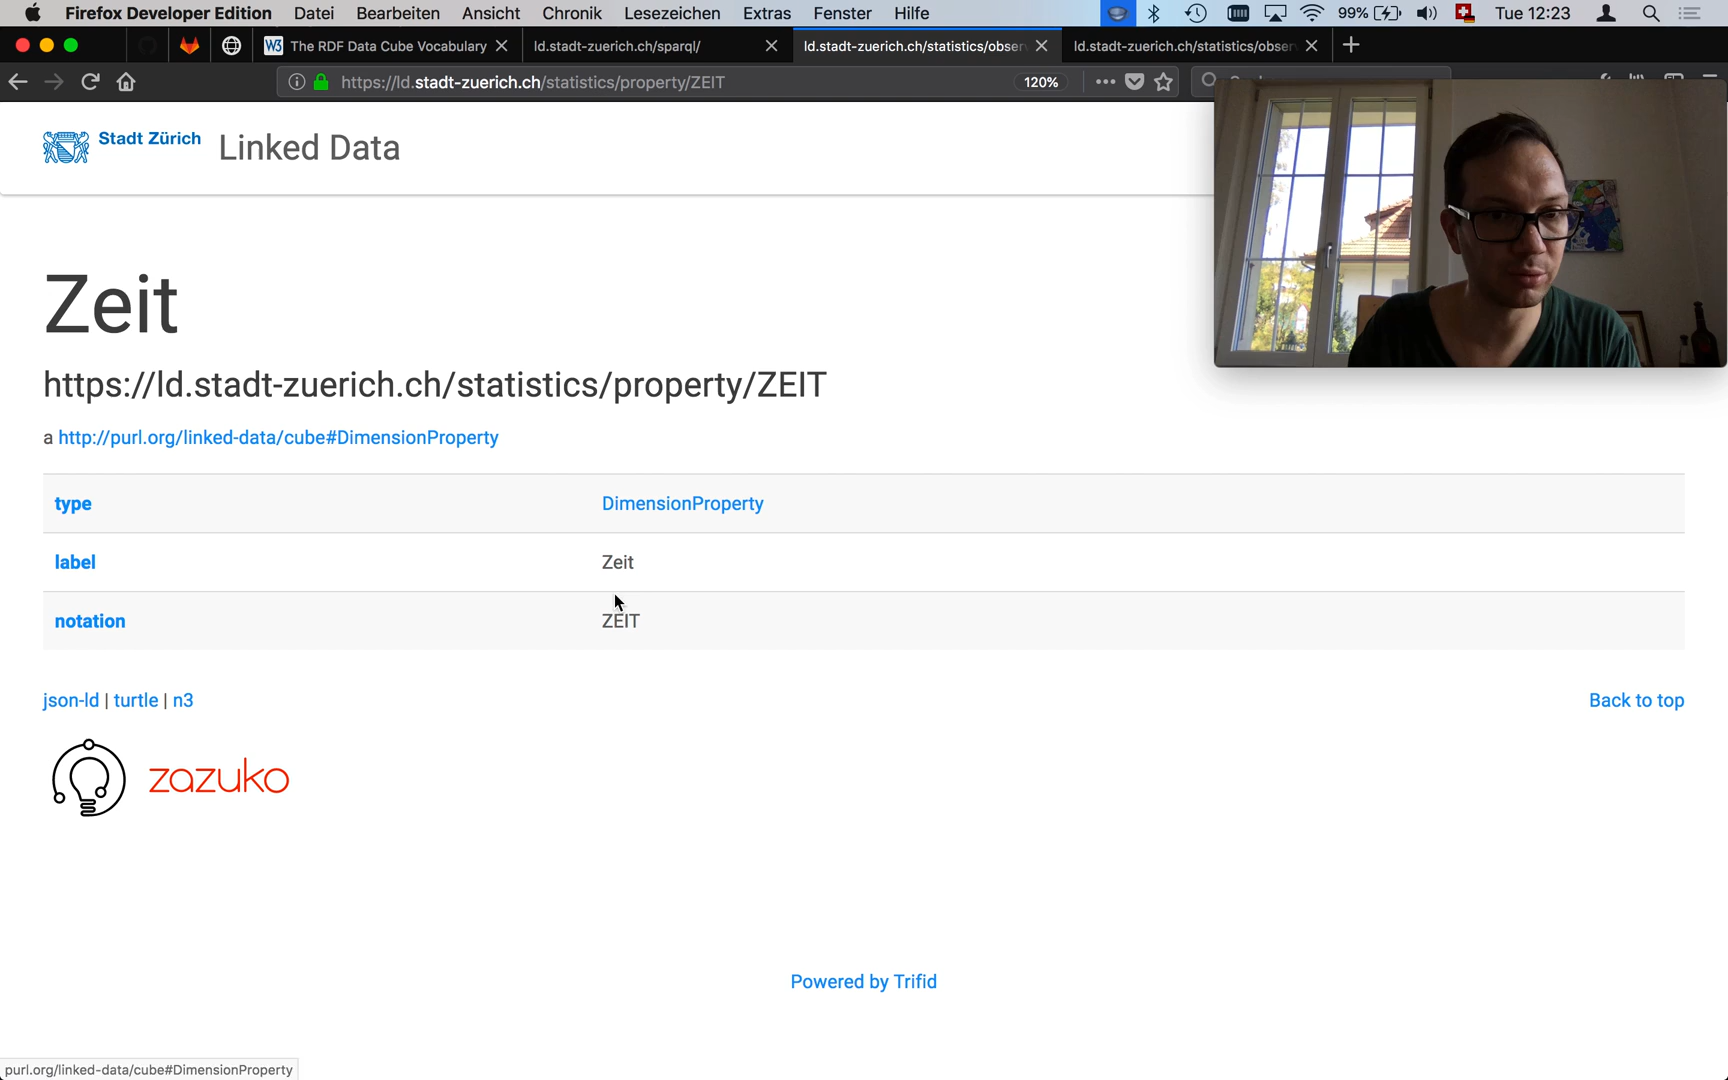 Firefox Developer Edition Datei Bearbeiten Ansicht Chronik Lesezeichen Extras Fenster Hilfe 99% Tue 12:23
The RDF Data Cube Vocabulary ld.stadt-zuerich.ch/sparql/ ld.stadt-zuerich.ch/statistics/obser ld.stadt-zuerich.ch/statistics/obser
https://ld.stadt-zuerich.ch/statistics/property/ZEIT 120%
Stadt Zürich Linked Data
Zeit
https://ld.stadt-zuerich.ch/statistics/property/ZEIT
a http://purl.org/linked-data/cube#DimensionProperty
type DimensionProperty
label Zeit
notation ZEIT
json-ld | turtle | n3 Back to top
zazuko
Powered by Trifid
purl.org/linked-data/cube#DimensionProperty